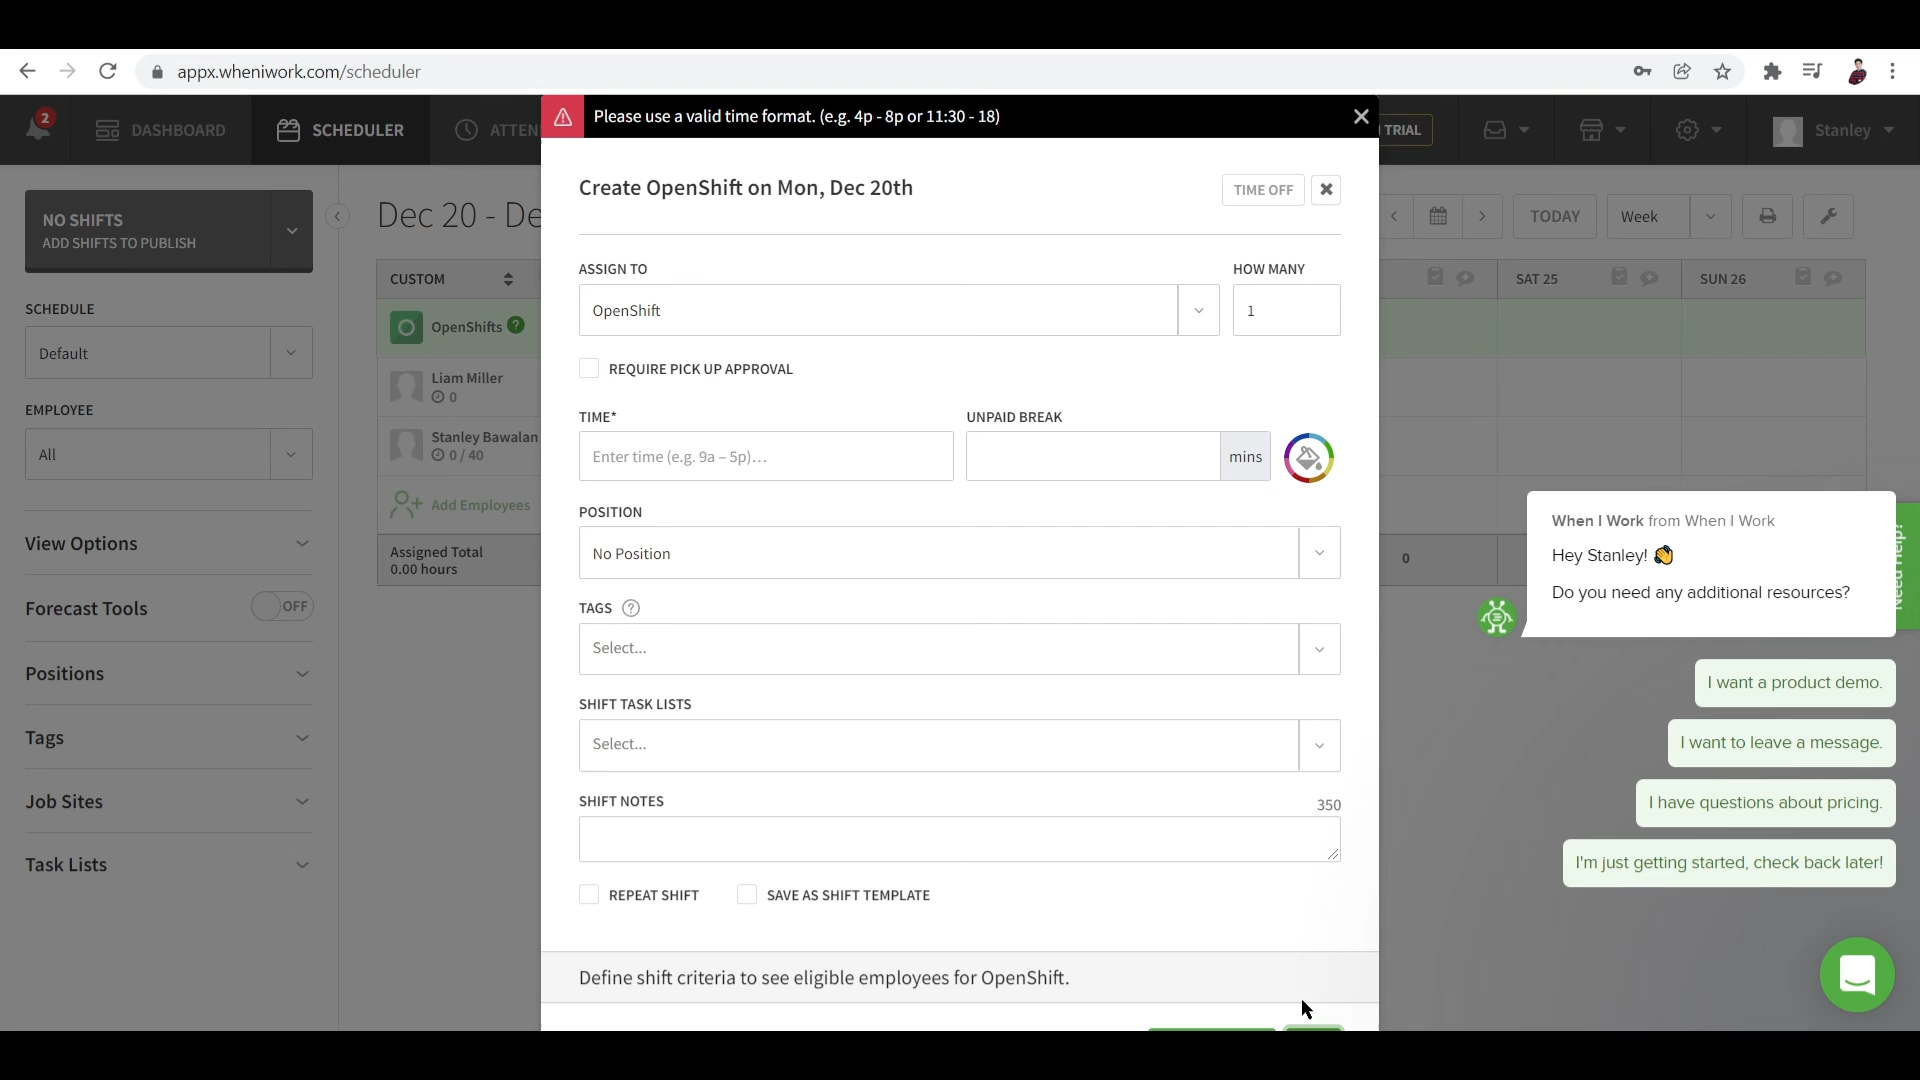 appx.wheniwork.com/scheduler
2
DASHBOARD
SCHEDULER
ATTEN
Please use a valid time format. (e.g. 4p - 8p or 11:30 - 18)
TRIAL
Stanley
NO SHIFTS
ADD SHIFTS TO PUBLISH
SCHEDULE
Default
EMPLOYEE
All
View Options
Forecast Tools
OFF
Positions
Tags
Job Sites
Task Lists
Dec 20 - De
TODAY
Week
CUSTOM
SAT 25
SUN 26
OpenShifts ?
Liam Miller
0
Stanley Bawalan
0 / 40
Add Employees
Assigned Total
0.00 hours
0
Create OpenShift on Mon, Dec 20th
TIME OFF
ASSIGN TO
HOW MANY
OpenShift
1
REQUIRE PICK UP APPROVAL
TIME*
UNPAID BREAK
Enter time (e.g. 9a – 5p)...
mins
POSITION
No Position
TAGS ?
Select...
SHIFT TASK LISTS
Select...
SHIFT NOTES
350
REPEAT SHIFT
SAVE AS SHIFT TEMPLATE
Define shift criteria to see eligible employees for OpenShift.
When I Work from When I Work
Hey Stanley! 👋
Do you need any additional resources?
Need Help?
I want a product demo.
I want to leave a message.
I have questions about pricing.
I'm just getting started, check back later!